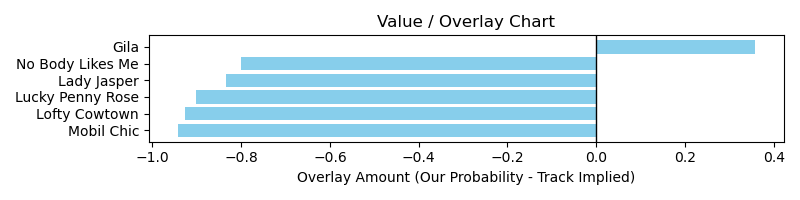 Value / Overlay Chart
Gila
No Body Likes Me
Lady Jasper
Lucky Penny Rose
Lofty Cowtown
Mobil Chic
−1.0 −0.8 −0.6 −0.4 −0.2 0.0 0.2 0.4
Overlay Amount (Our Probability - Track Implied)